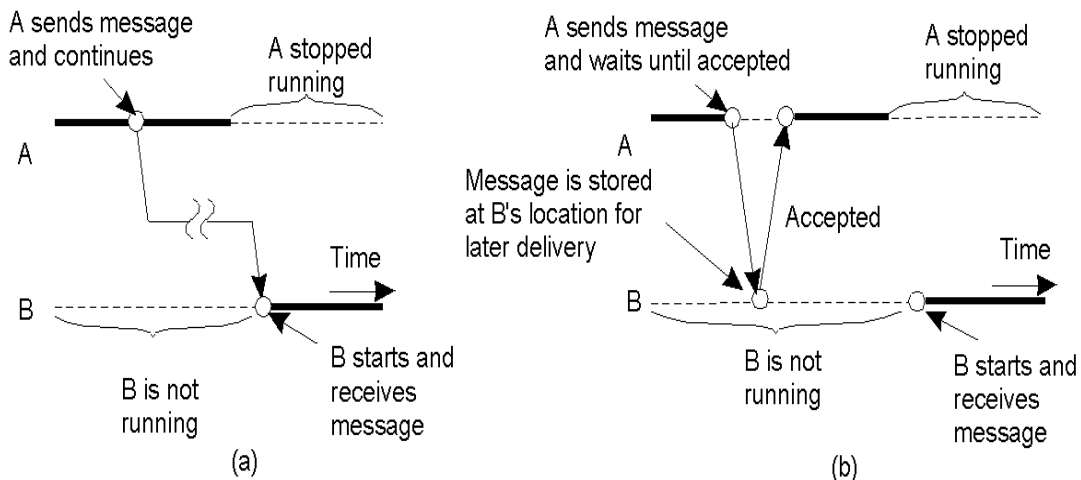 A sends message
and continues
A stopped
running
A
Time
B
B is not
running
B starts and
receives
message
(a)
A sends message
and waits until accepted
A stopped
running
A
Message is stored
at B's location for
later delivery
Accepted
Time
B
B is not
running
B starts and
receives
message
(b)